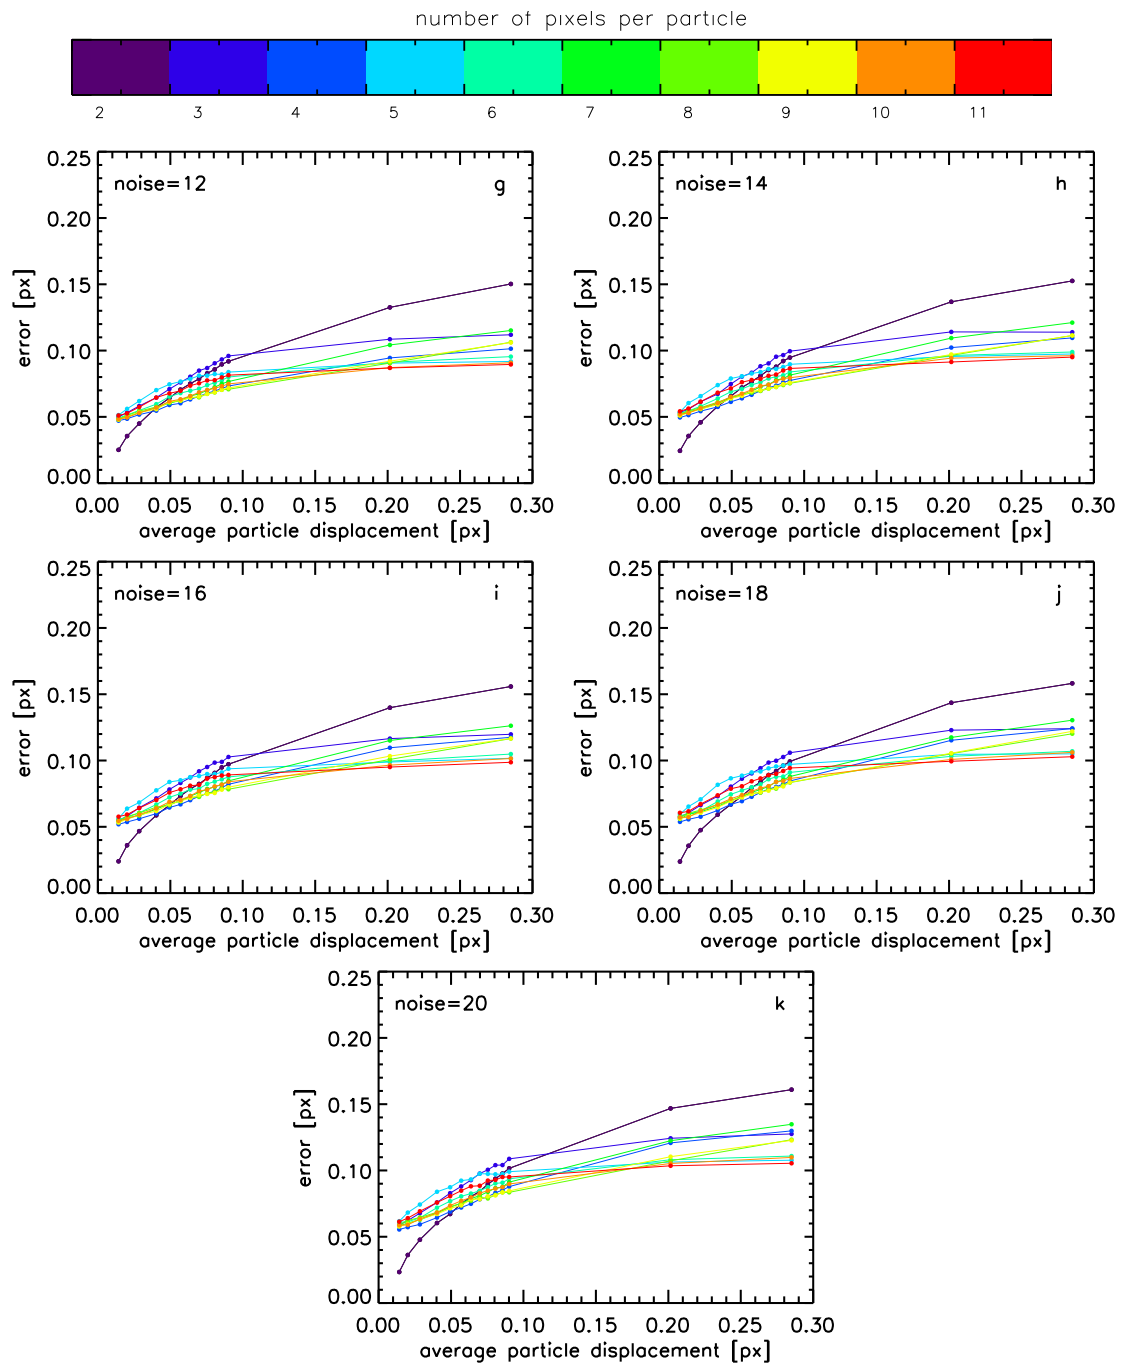 number of pixels per particle
2 3 4 5 6 7 8 9 10 11
noise=12 g
0.25
0.20
0.15
0.10
0.05
0.00
error [px]
0.00 0.05 0.10 0.15 0.20 0.25 0.30
average particle displacement [px]
noise=14 h
0.25
0.20
0.15
0.10
0.05
0.00
error [px]
0.00 0.05 0.10 0.15 0.20 0.25 0.30
average particle displacement [px]
noise=16 i
0.25
0.20
0.15
0.10
0.05
0.00
error [px]
0.00 0.05 0.10 0.15 0.20 0.25 0.30
average particle displacement [px]
noise=18 j
0.25
0.20
0.15
0.10
0.05
0.00
error [px]
0.00 0.05 0.10 0.15 0.20 0.25 0.30
average particle displacement [px]
noise=20 k
0.25
0.20
0.15
0.10
0.05
0.00
error [px]
0.00 0.05 0.10 0.15 0.20 0.25 0.30
average particle displacement [px]